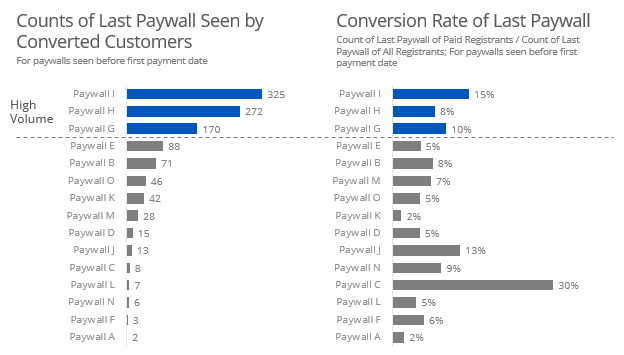 Counts of Last Paywall Seen by
Converted Customers
For paywalls seen before first payment date
High
Volume
Paywall I 325
Paywall H 272
Paywall G 170
Paywall E 88
Paywall B 71
Paywall O 46
Paywall K 42
Paywall M 28
Paywall D 15
Paywall J 13
Paywall C 8
Paywall L 7
Paywall N 6
Paywall F 3
Paywall A 2
Conversion Rate of Last Paywall
Count of Last Paywall of Paid Registrants / Count of Last
Paywall of All Registrants; For paywalls seen before first
payment date
Paywall I 15%
Paywall H 8%
Paywall G 10%
Paywall E 5%
Paywall B 8%
Paywall M 7%
Paywall O 5%
Paywall K 2%
Paywall D 5%
Paywall J 13%
Paywall N 9%
Paywall C 30%
Paywall L 5%
Paywall F 6%
Paywall A 2%